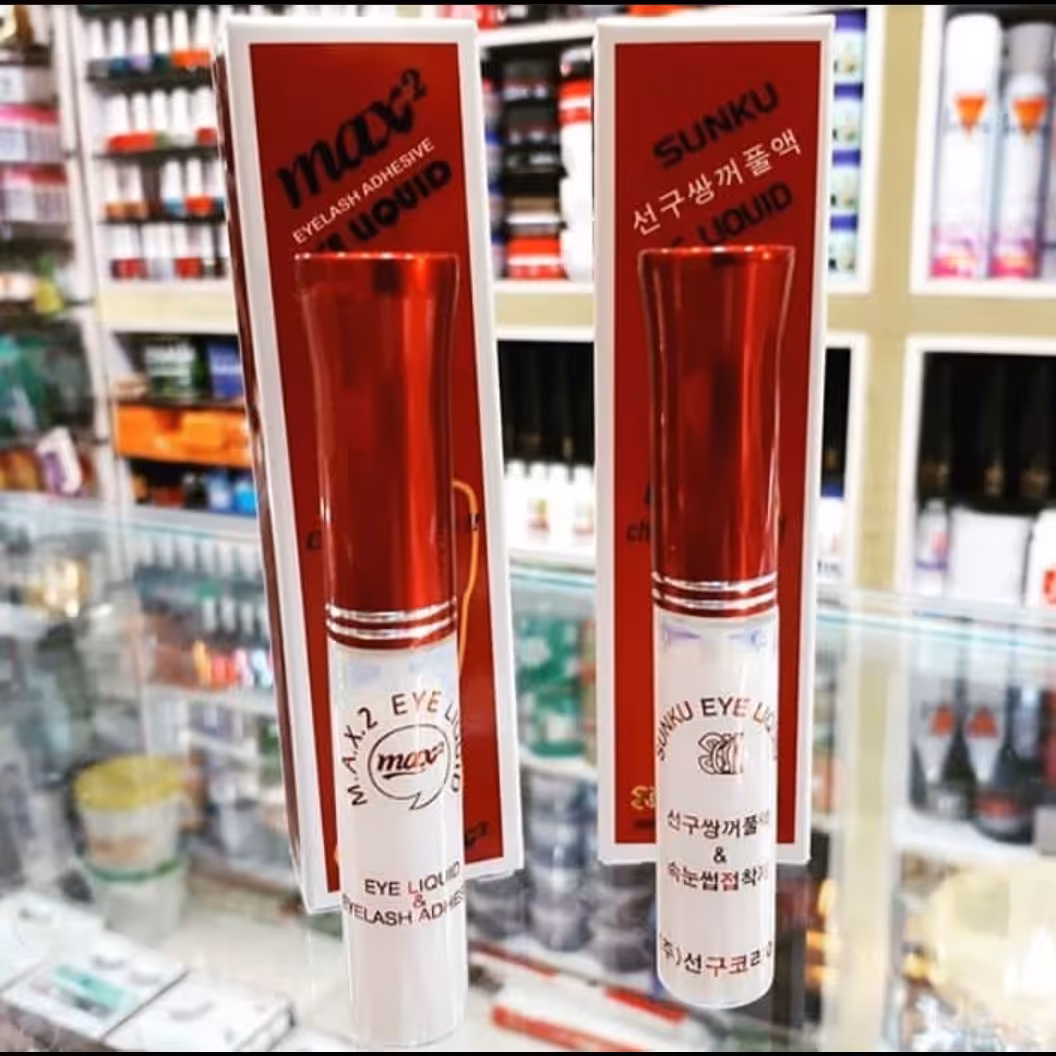 max²
EYELASH ADHESIVE
LIQUID
M.A.X.2 EYE LIQUID
max²
EYE LIQUID
&
EYELASH ADHES
SUNKU
선구쌍꺼풀액
LIQUID
SUNKU EYE LIQU
선구쌍꺼풀액
&
속눈썹접착제
(주)선구코리아